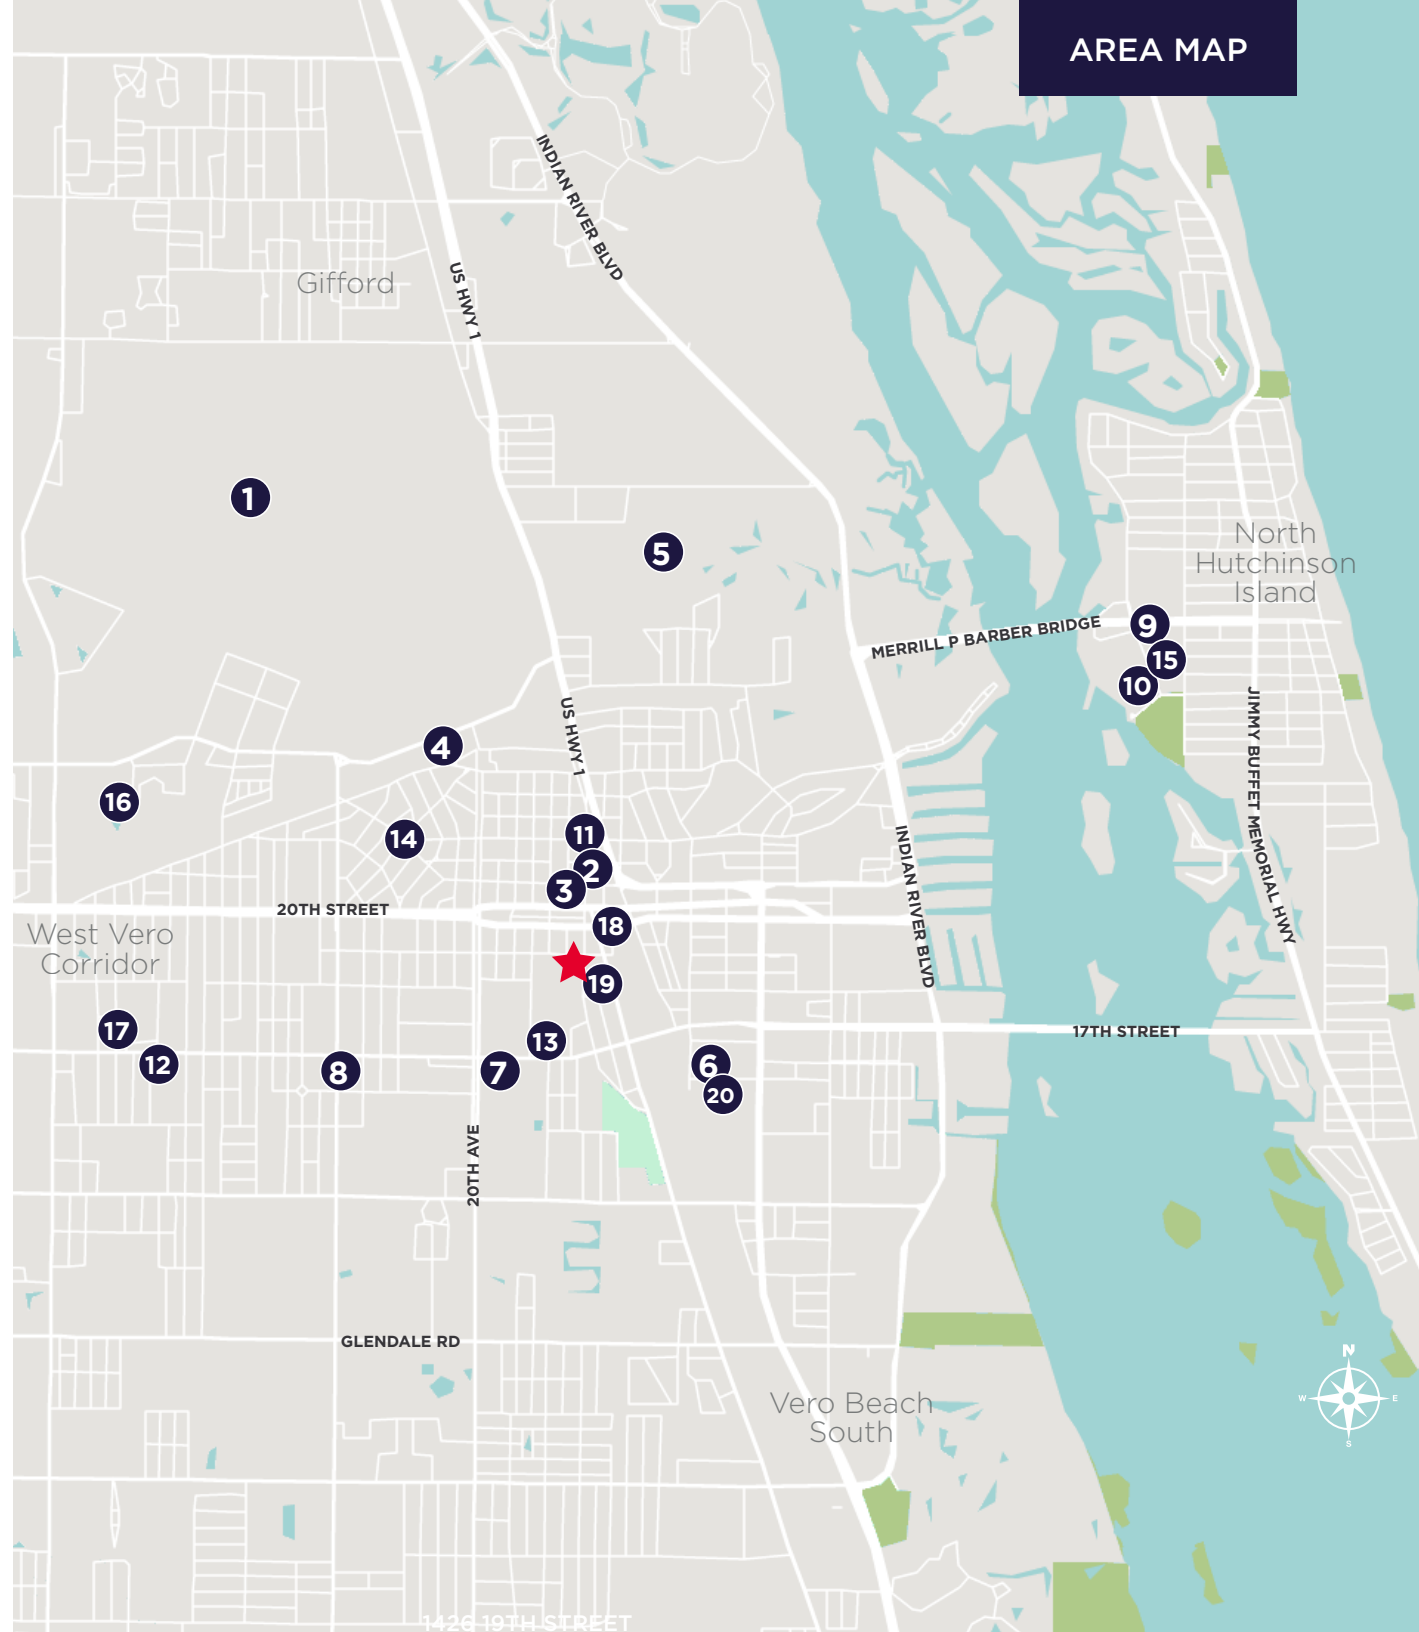 AREA MAP
INDIAN RIVER BLVD
Gifford
US HWY 1
1
5
North
Hutchinson
Island
9
MERRILL P BARBER BRIDGE
15
10
US HWY 1
JIMMY BUFFET MEMORIAL HWY
4
16
14
11
2
3
INDIAN RIVER BLVD
20TH STREET
18
West Vero
Corridor
19
17
17TH STREET
13
12
8
7
6
20
20TH AVE
GLENDALE RD
N
W
E
S
Vero Beach
South
1426 19TH STREET